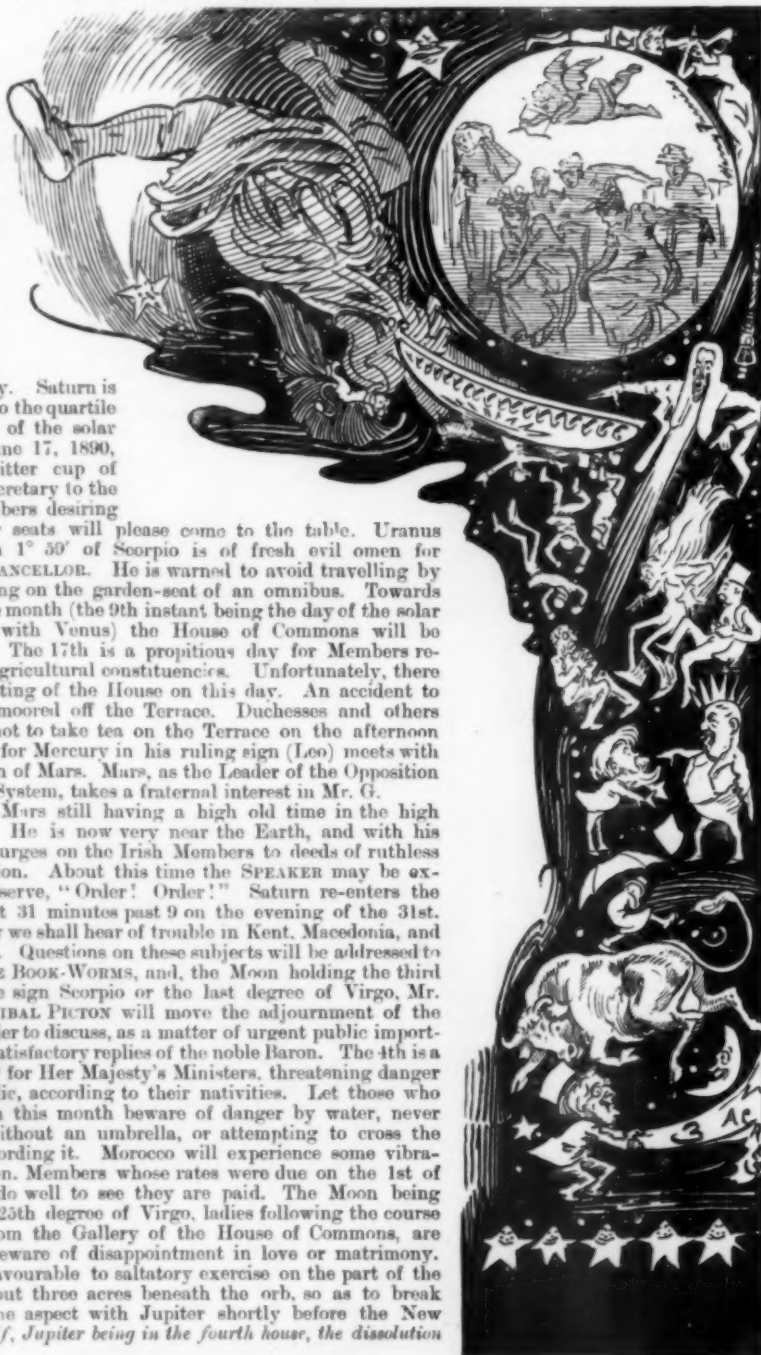 y. Saturn is
o the quartile
of the solar
ne 17, 1890,
itter cup of
cretary to the
bers desiring
seats will please come to the table. Uranus
1° 59′ of Scorpio is of fresh evil omen for
ANCELLOR. He is warned to avoid travelling by
ng on the garden-seat of an omnibus. Towards
e month (the 9th instant being the day of the solar
with Venus) the House of Commons will be
The 17th is a propitious day for Members re-
gricultural constituencies. Unfortunately, there
ting of the House on this day. An accident to
moored off the Terrace. Duchesses and others
not to take tea on the Terrace on the afternoon
for Mercury in his ruling sign (Leo) meets with
n of Mars. Mars, as the Leader of the Opposition
System, takes a fraternal interest in Mr. G.
Mars still having a high old time in the high
He is now very near the Earth, and with his
urges on the Irish Members to deeds of ruthless
on. About this time the SPEAKER may be ex-
serve, "Order! Order!" Saturn re-enters the
t 31 minutes past 9 on the evening of the 31st.
we shall hear of trouble in Kent, Macedonia, and
Questions on these subjects will be addressed to
E BOOK-WORMS, and, the Moon holding the third
e sign Scorpio or the last degree of Virgo, Mr.
IBAL PICTON will move the adjournment of the
ler to discuss, as a matter of urgent public import-
atisfactory replies of the noble Baron. The 4th is a
for Her Majesty's Ministers, threatening danger
ic, according to their nativities. Let those who
n this month beware of danger by water, never
ithout an umbrella, or attempting to cross the
ording it. Morocco will experience some vibra-
on. Members whose rates were due on the 1st of
do well to see they are paid. The Moon being
25th degree of Virgo, ladies following the course
om the Gallery of the House of Commons, are
eware of disappointment in love or matrimony.
avourable to saltatory exercise on the part of the
out three acres beneath the orb, so as to break
he aspect with Jupiter shortly before the New
f, Jupiter being in the fourth house, the dissolution
3 AC